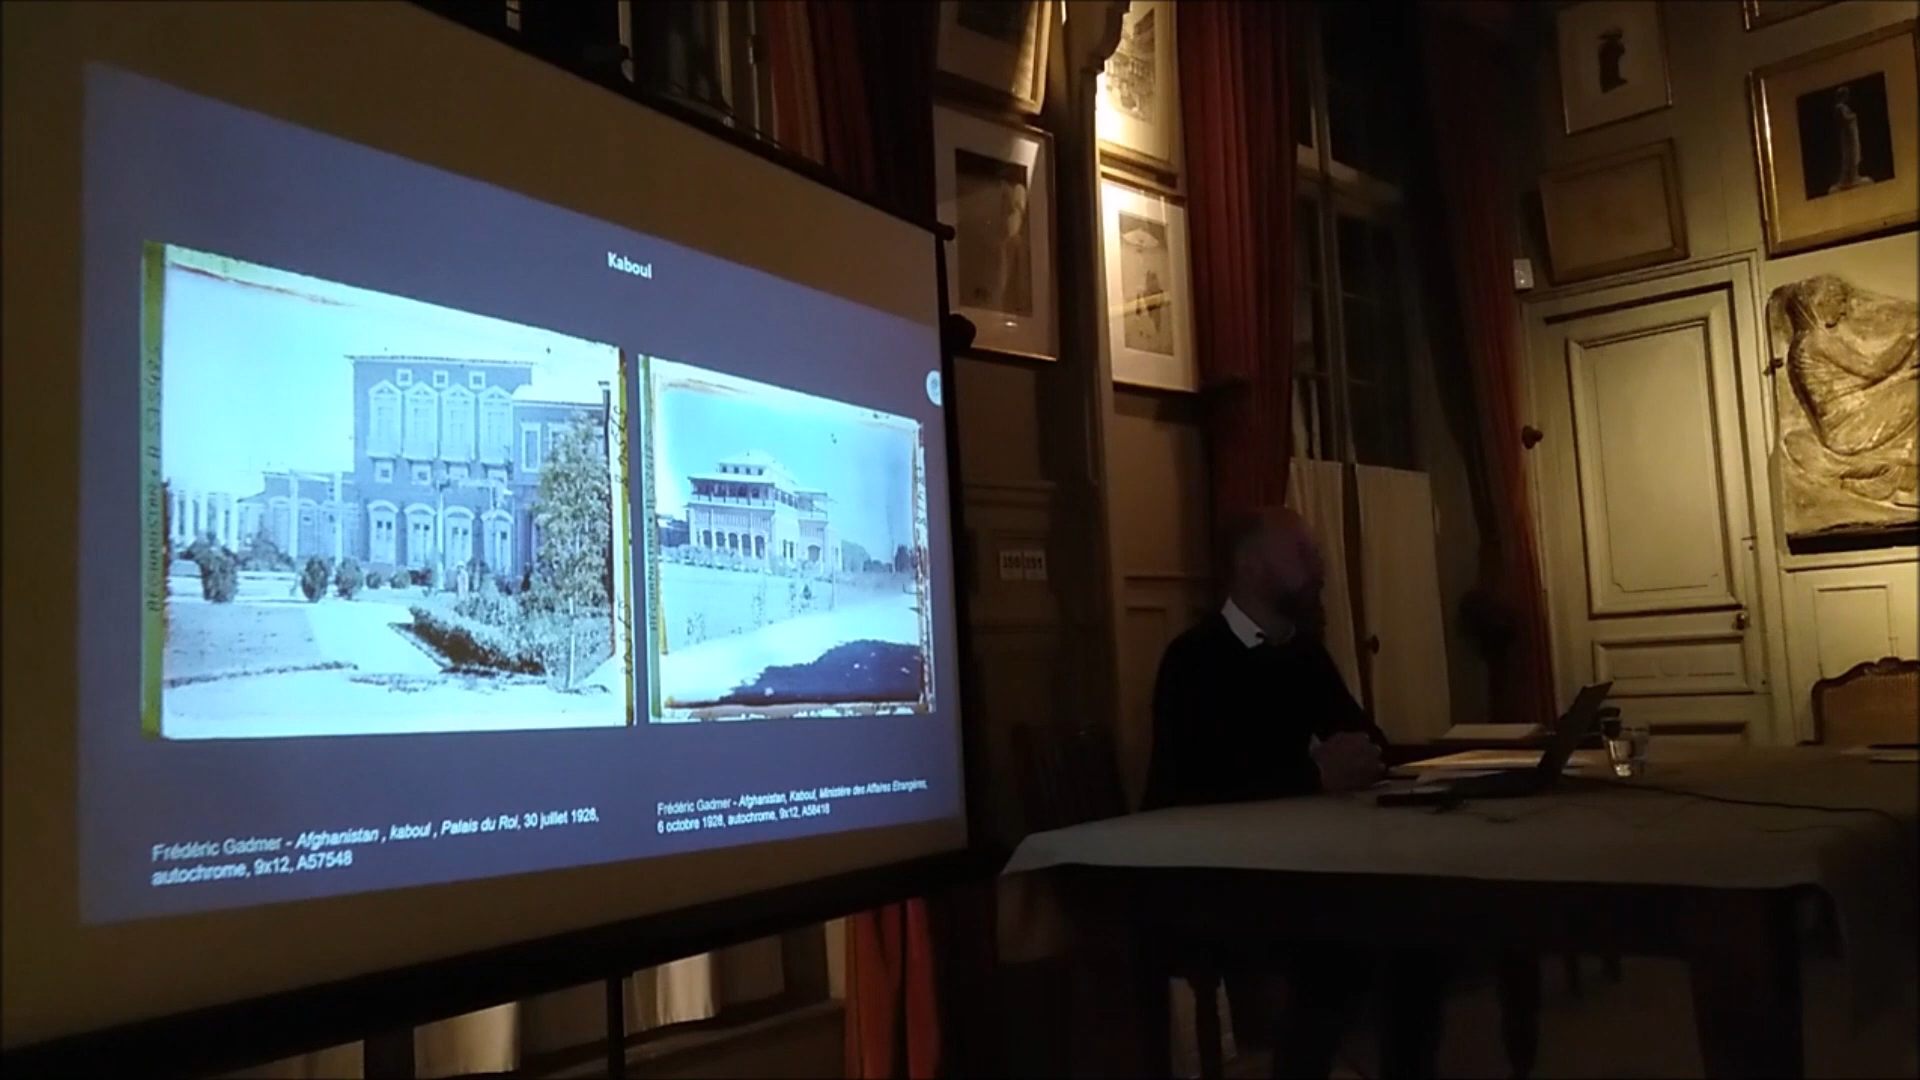 Kaboul
Frédéric Gadmer - Afghanistan , kaboul , Palais du Roi, 30 juillet 1928,
autochrome, 9x12, A57548
Frédéric Gadmer - Afghanistan, Kaboul, Ministère des Affaires Etrangères,
6 octobre 1928, autochrome, 9x12, A58418